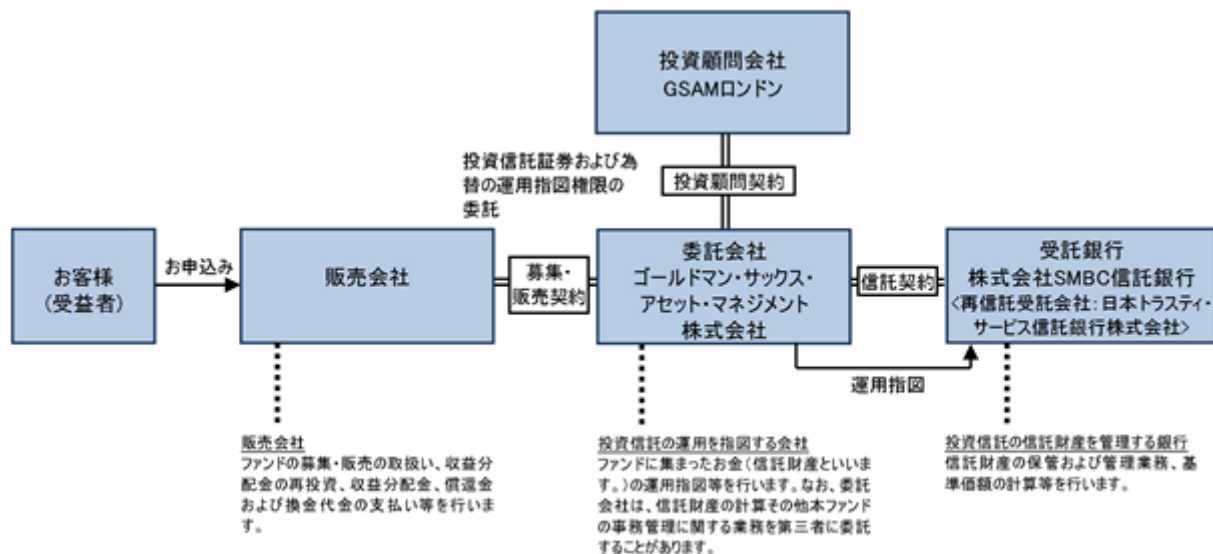 投資顧問会社
GSAMロンドン
投資信託証券および為
替の運用指図権限の
委託
投資顧問契約
お客様
(受益者)
お申込み
販売会社
募集・
販売契約
委託会社
ゴールドマン・サックス・
アセット・マネジメント
株式会社
信託契約
受託銀行
株式会社SMBC信託銀行
<再信託受託会社:日本トラスティ・
サービス信託銀行株式会社>
運用指図
販売会社
ファンドの募集・販売の取扱い、収益分
配金の再投資、収益分配金、償還金
および換金代金の支払い等を行いま
す。
投資信託の運用を指図する会社
ファンドに集まったお金(信託財産といいま
す。)の運用指図等を行います。なお、委託
会社は、信託財産の計算その他本ファンド
の事務管理に関する業務を第三者に委託
することがあります。
投資信託の信託財産を管理する銀行
信託財産の保管および管理業務、基
準価額の計算等を行います。